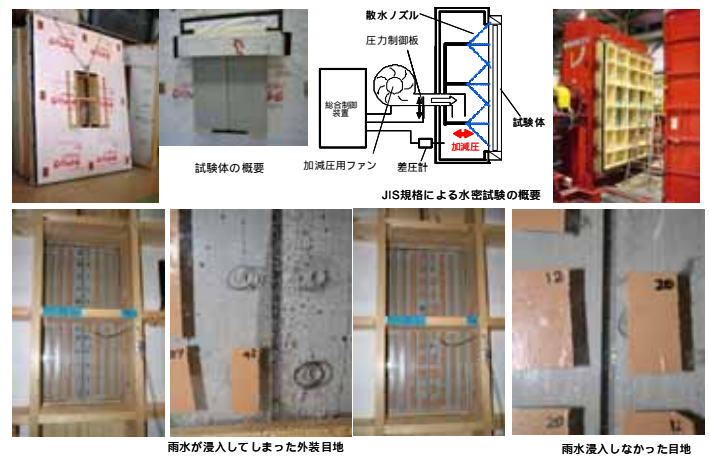 散水ノズル
圧力制御板
総合制御
装置
試験体
加減圧
試験体の概要
加減圧用ファン
差圧計
JIS規格による水密試験の概要
12
20
20
12
雨水が浸入してしまった外装目地
雨水浸入しなかった目地